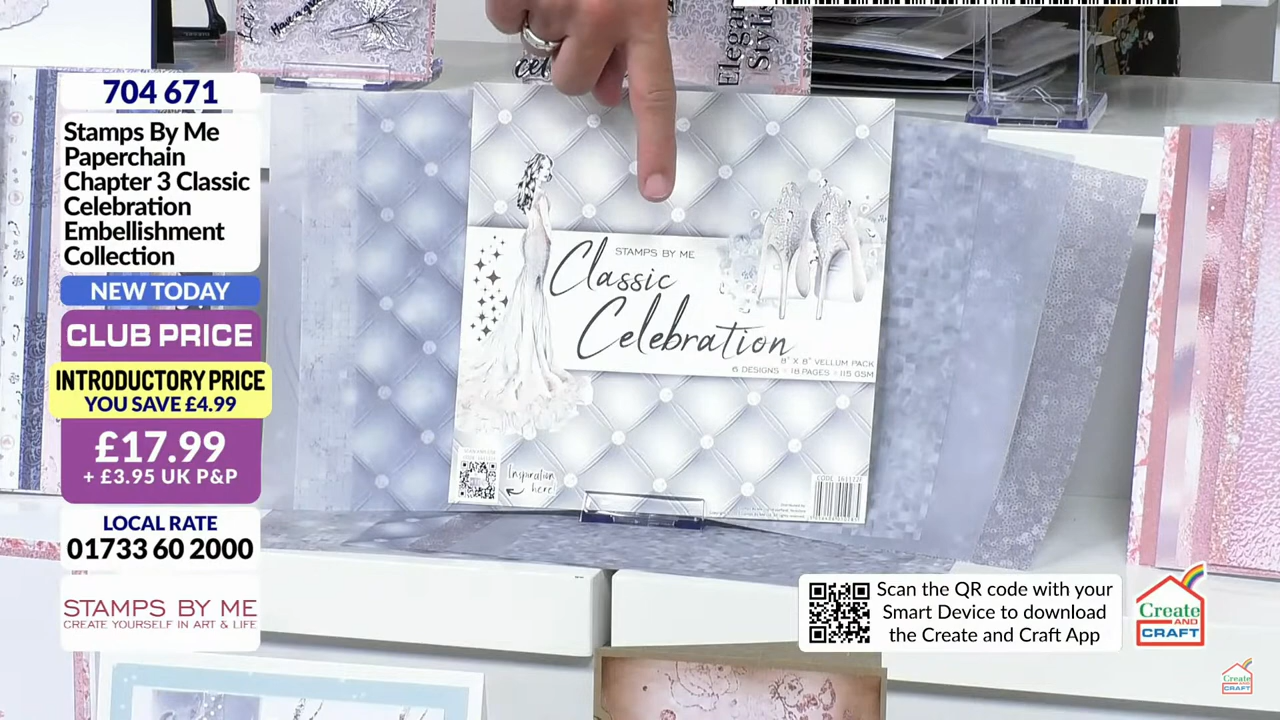 704 671
Stamps By Me
Paperchain
Chapter 3 Classic
Celebration
Embellishment
Collection
NEW TODAY
CLUB PRICE
INTRODUCTORY PRICE
YOU SAVE £4.99
£17.99
+ £3.95 UK P&P
LOCAL RATE
01733 60 2000
STAMPS BY ME
CREATE YOURSELF IN ART & LIFE
STAMPS BY ME
Classic
Celebration
8" X 8" VELLUM PACK
6 DESIGNS - 18 PAGES - 115 GSM
Inspiration
here
Scan the QR code with your
Smart Device to download
the Create and Craft App
Create
AND
CRAFT
Create
AND
CRAFT